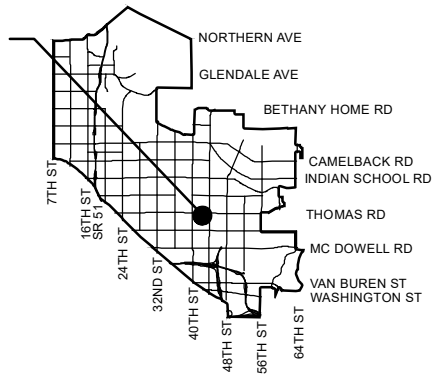 NORTHERN AVE
GLENDALE AVE
BETHANY HOME RD
CAMELBACK RD
INDIAN SCHOOL RD
THOMAS RD
MC DOWELL RD
VAN BUREN ST
WASHINGTON ST
7TH ST
16TH ST
SR 51
24TH ST
32ND ST
40TH ST
48TH ST
56TH ST
64TH ST